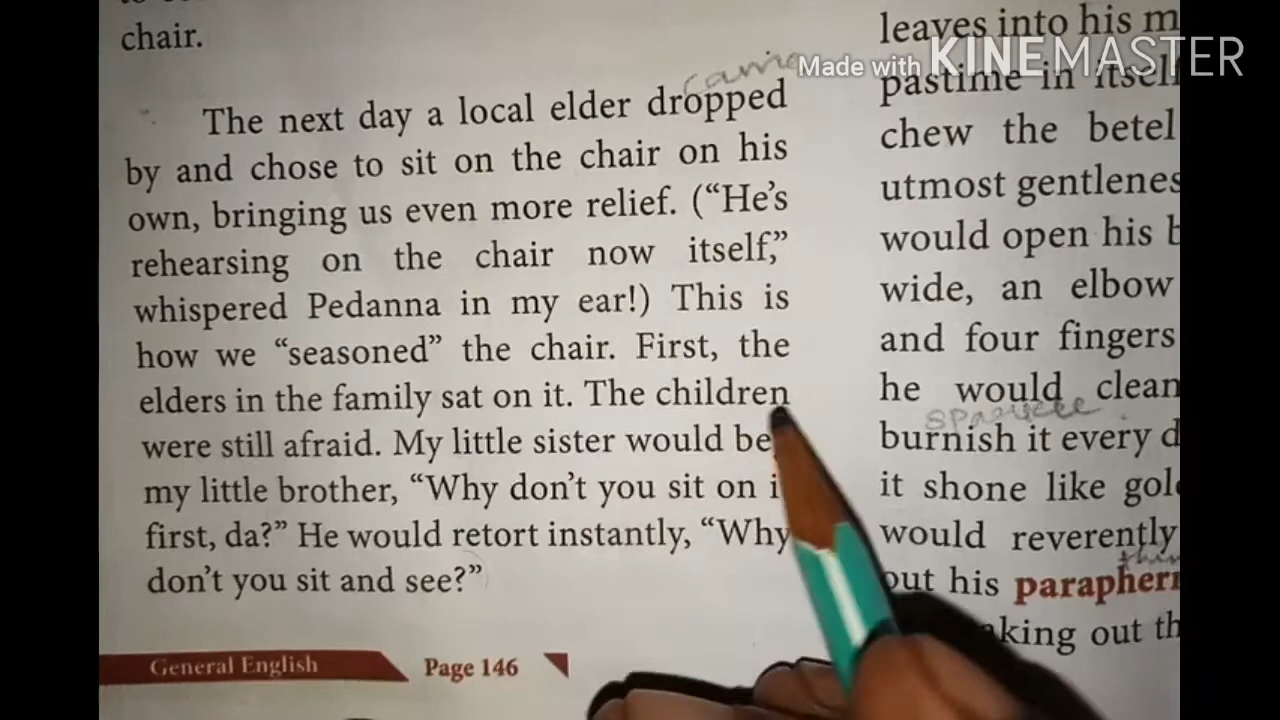 chair.
The next day a local elder dropped
by and chose to sit on the chair on his
own, bringing us even more relief. (“He’s
rehearsing on the chair now itself,”
whispered Pedanna in my ear!) This is
how we “seasoned” the chair. First, the
elders in the family sat on it. The children
were still afraid. My little sister would
my little brother, “Why don’t you sit on
first, da?” He would retort instantly, “Why
don’t you sit and see?”
General English Page 146
leaves into his
pastime in itself
chew the betel
utmost
would open his
wide, an elbow
and four fingers
he would
burnish it every
it shone like
would reverently
out his
out
Made with KINEMASTER